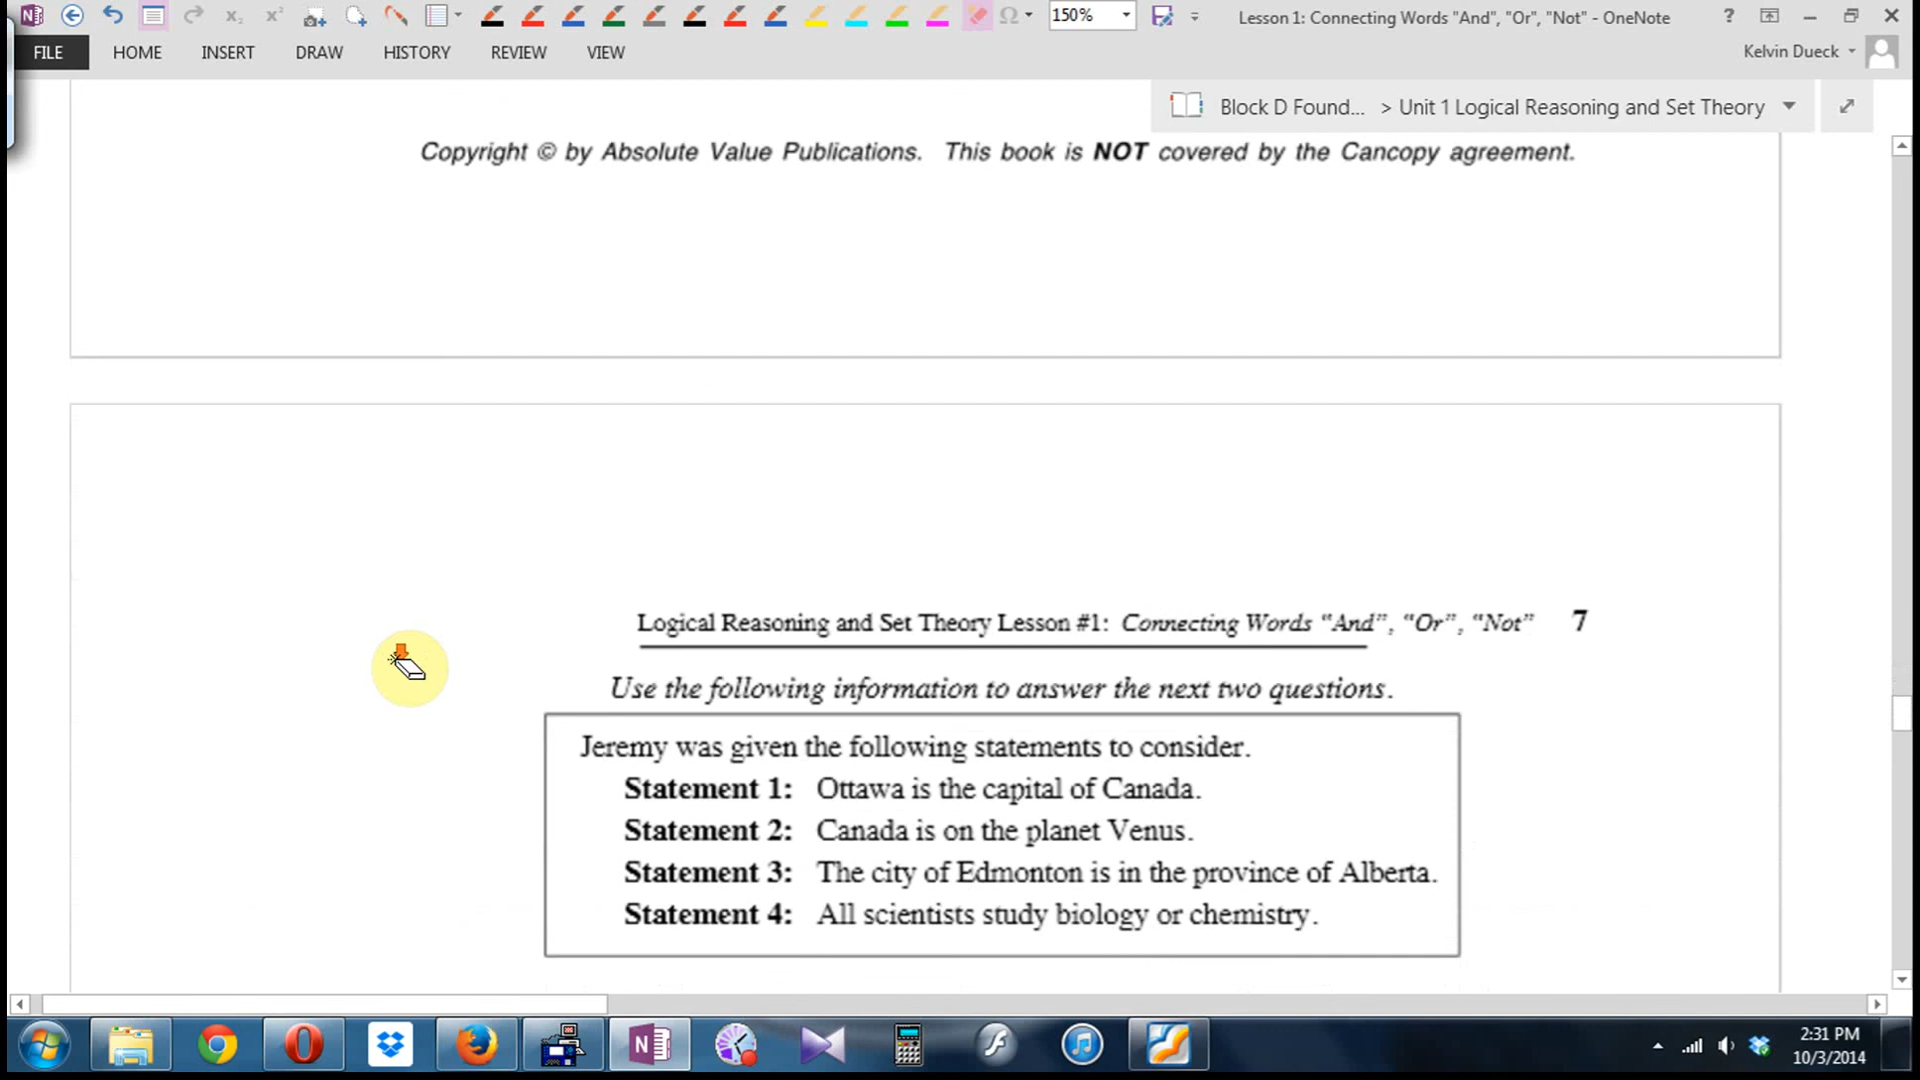 150%
Lesson 1: Connecting Words "And", "Or", "Not" - OneNote
FILE HOME INSERT DRAW HISTORY REVIEW VIEW
Kelvin Dueck
Block D Found... > Unit 1 Logical Reasoning and Set Theory
Copyright © by Absolute Value Publications. This book is NOT covered by the Cancopy agreement.
Logical Reasoning and Set Theory Lesson #1: Connecting Words “And”, “Or”, “Not” 7
Use the following information to answer the next two questions.
Jeremy was given the following statements to consider.
Statement 1: Ottawa is the capital of Canada.
Statement 2: Canada is on the planet Venus.
Statement 3: The city of Edmonton is in the province of Alberta.
Statement 4: All scientists study biology or chemistry.
2:31 PM
10/3/2014